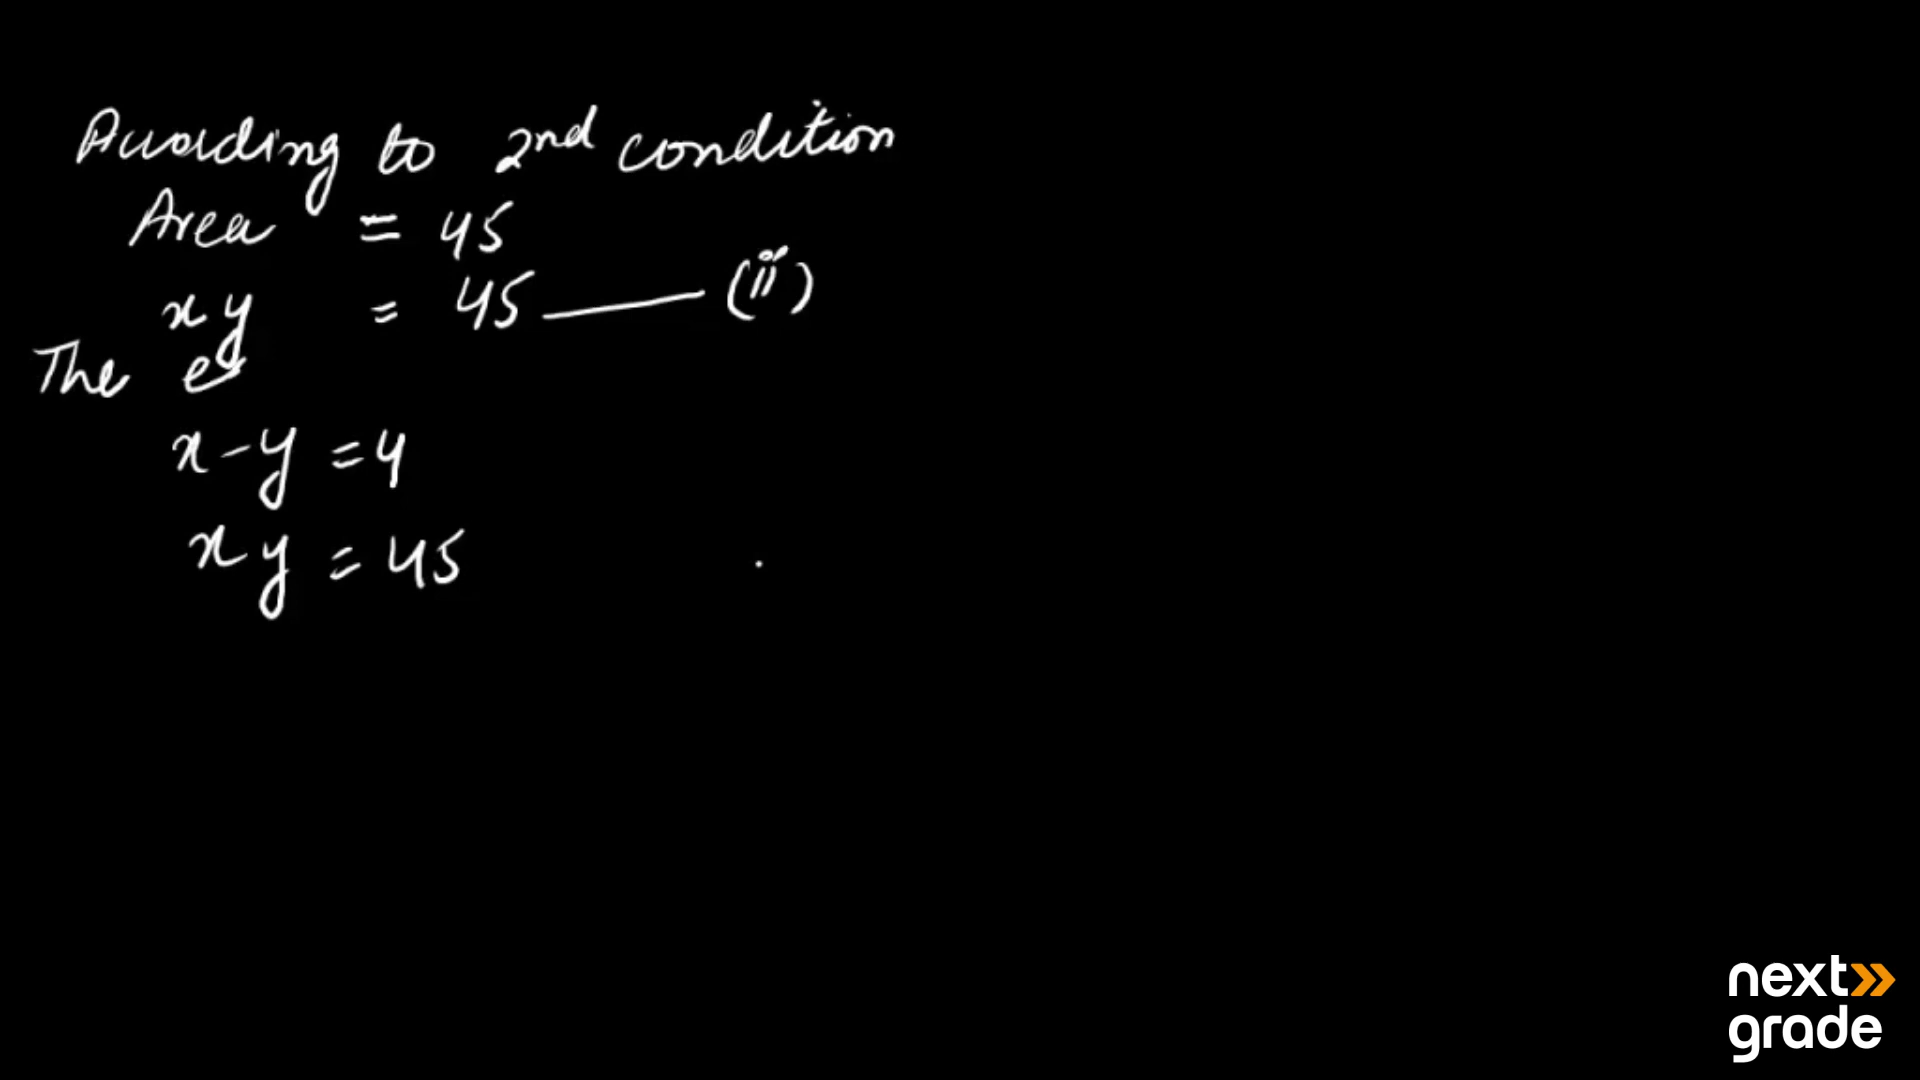 According to 2nd condition
Area = 45
xy = 45 —— (ii)
The
x-y = 4
xy = 45
next
grade